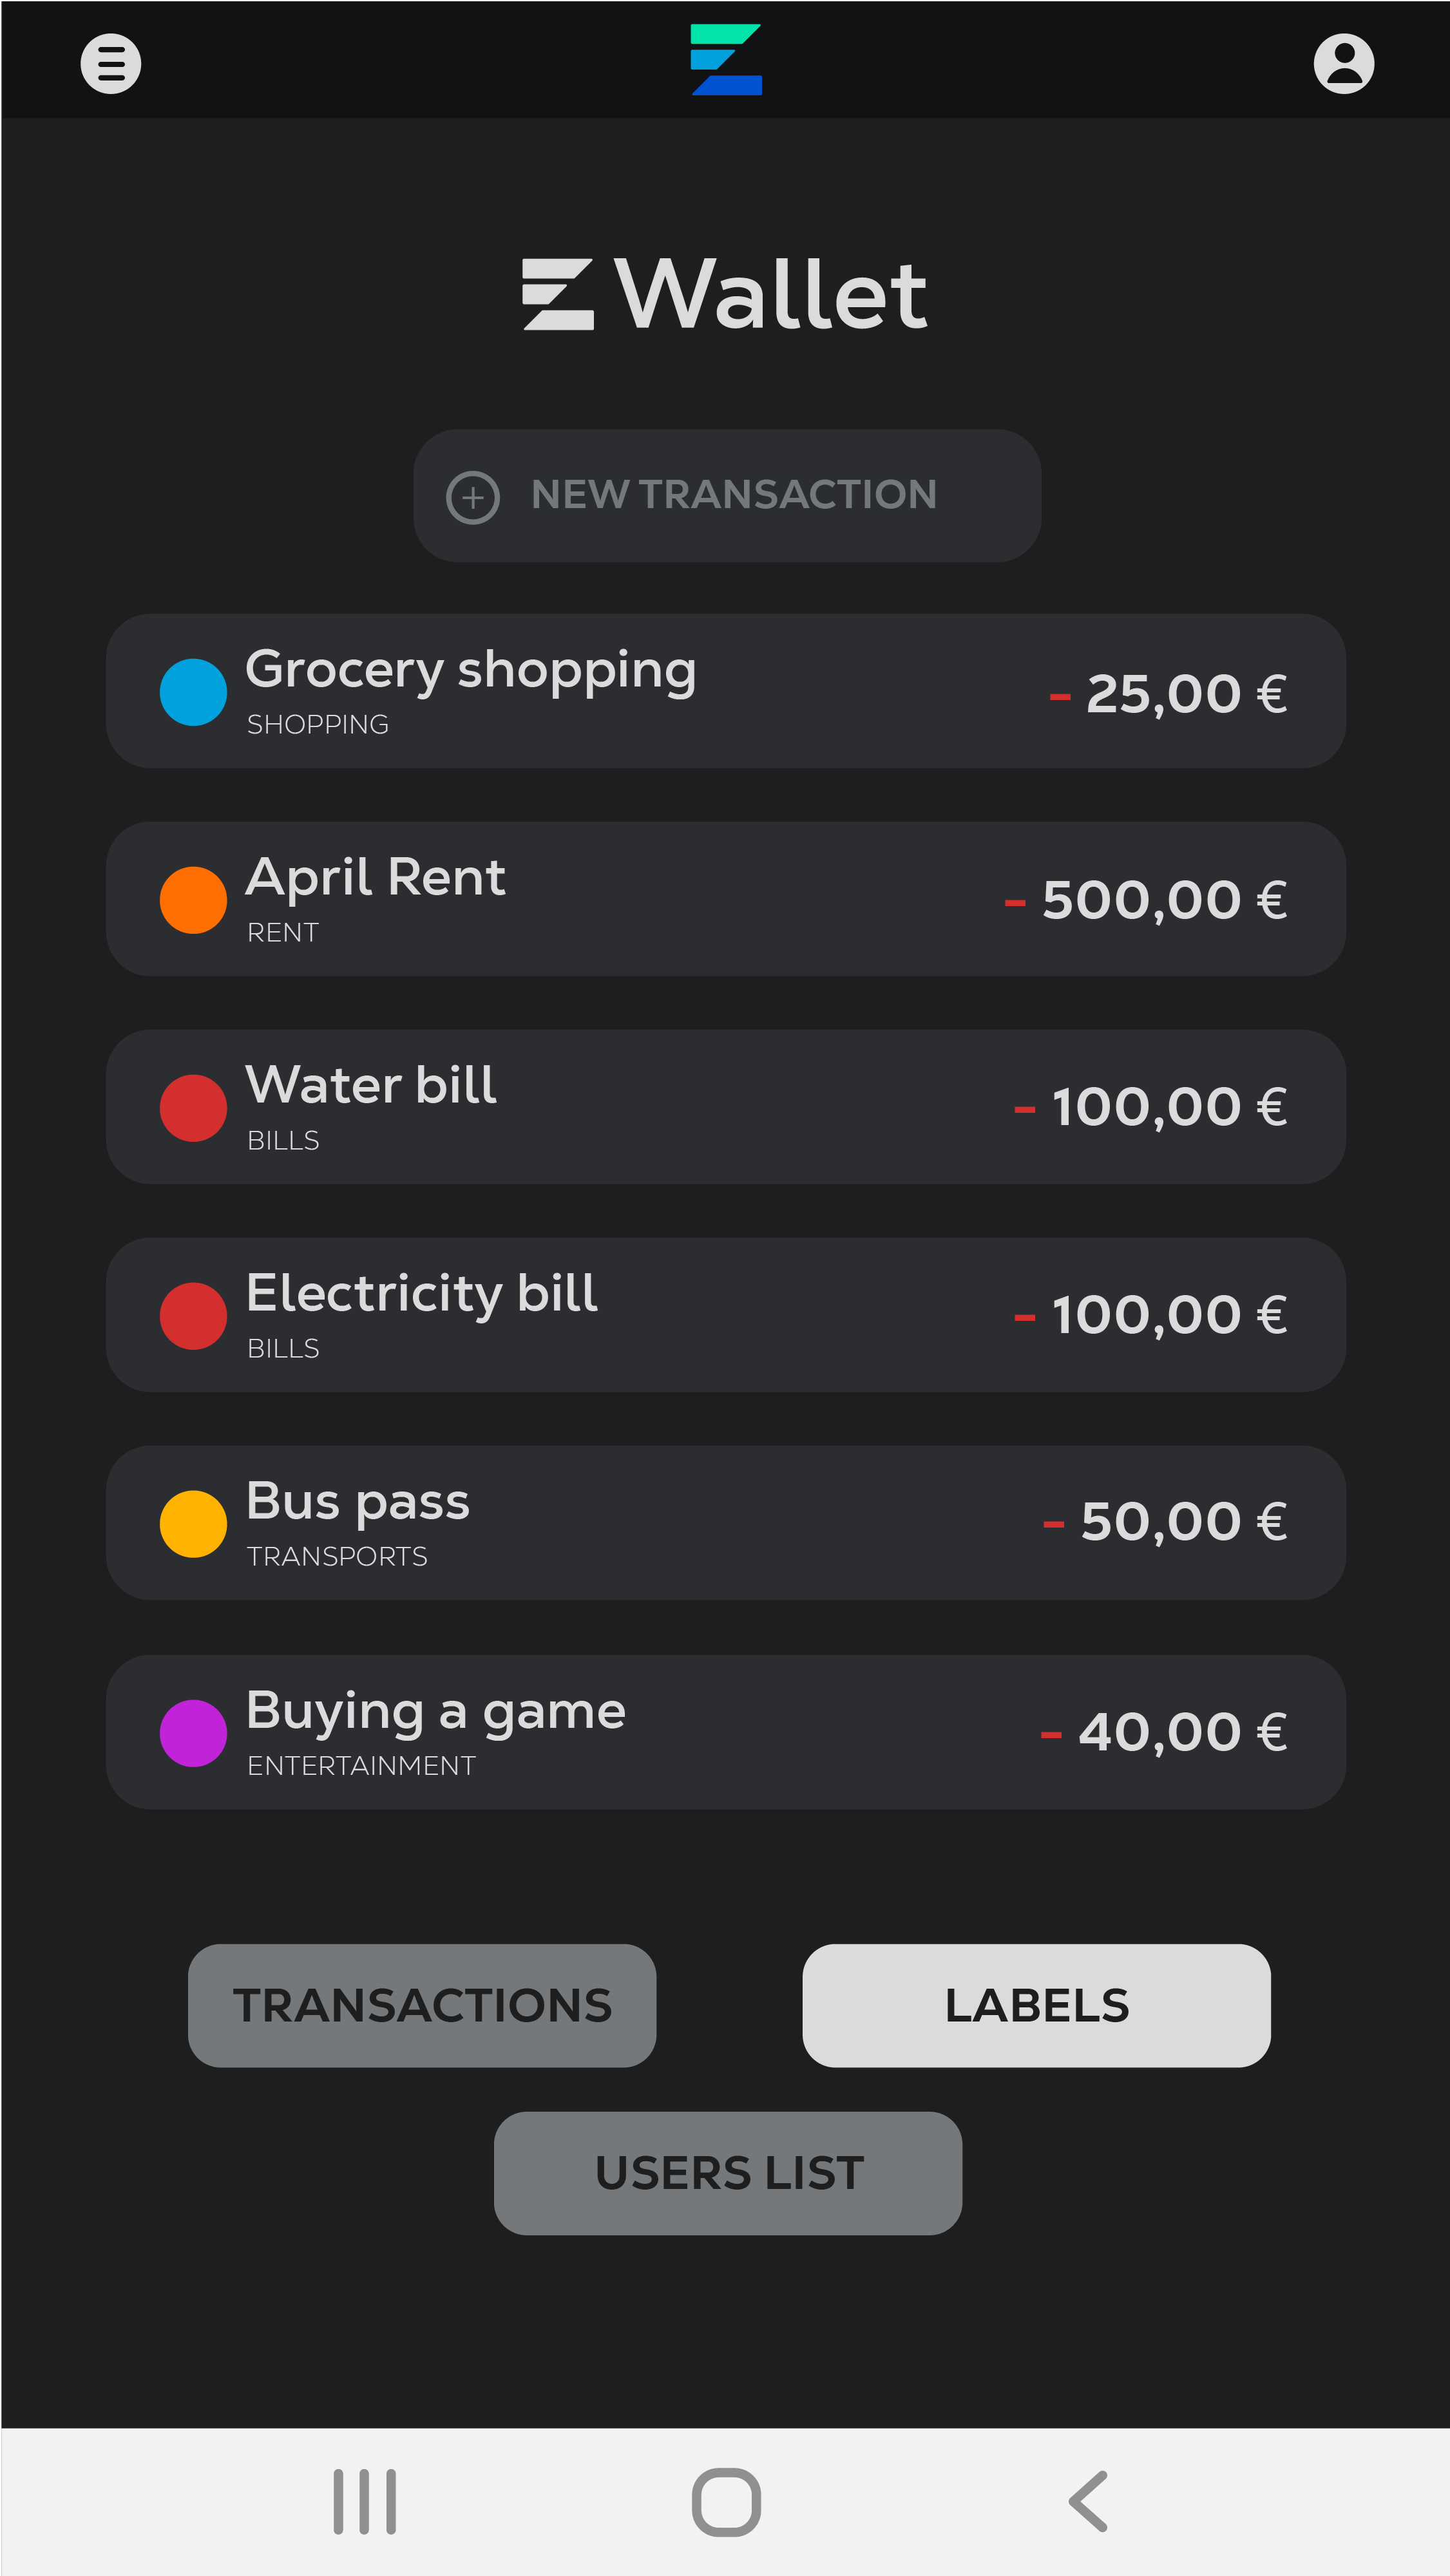 Wallet
NEW TRANSACTION
Grocery shopping
SHOPPING
- 25,00 €
April Rent
RENT
- 500,00 €
Water bill
BILLS
- 100,00 €
Electricity bill
BILLS
- 100,00 €
Bus pass
TRANSPORTS
- 50,00 €
Buying a game
ENTERTAINMENT
- 40,00 €
TRANSACTIONS
LABELS
USERS LIST